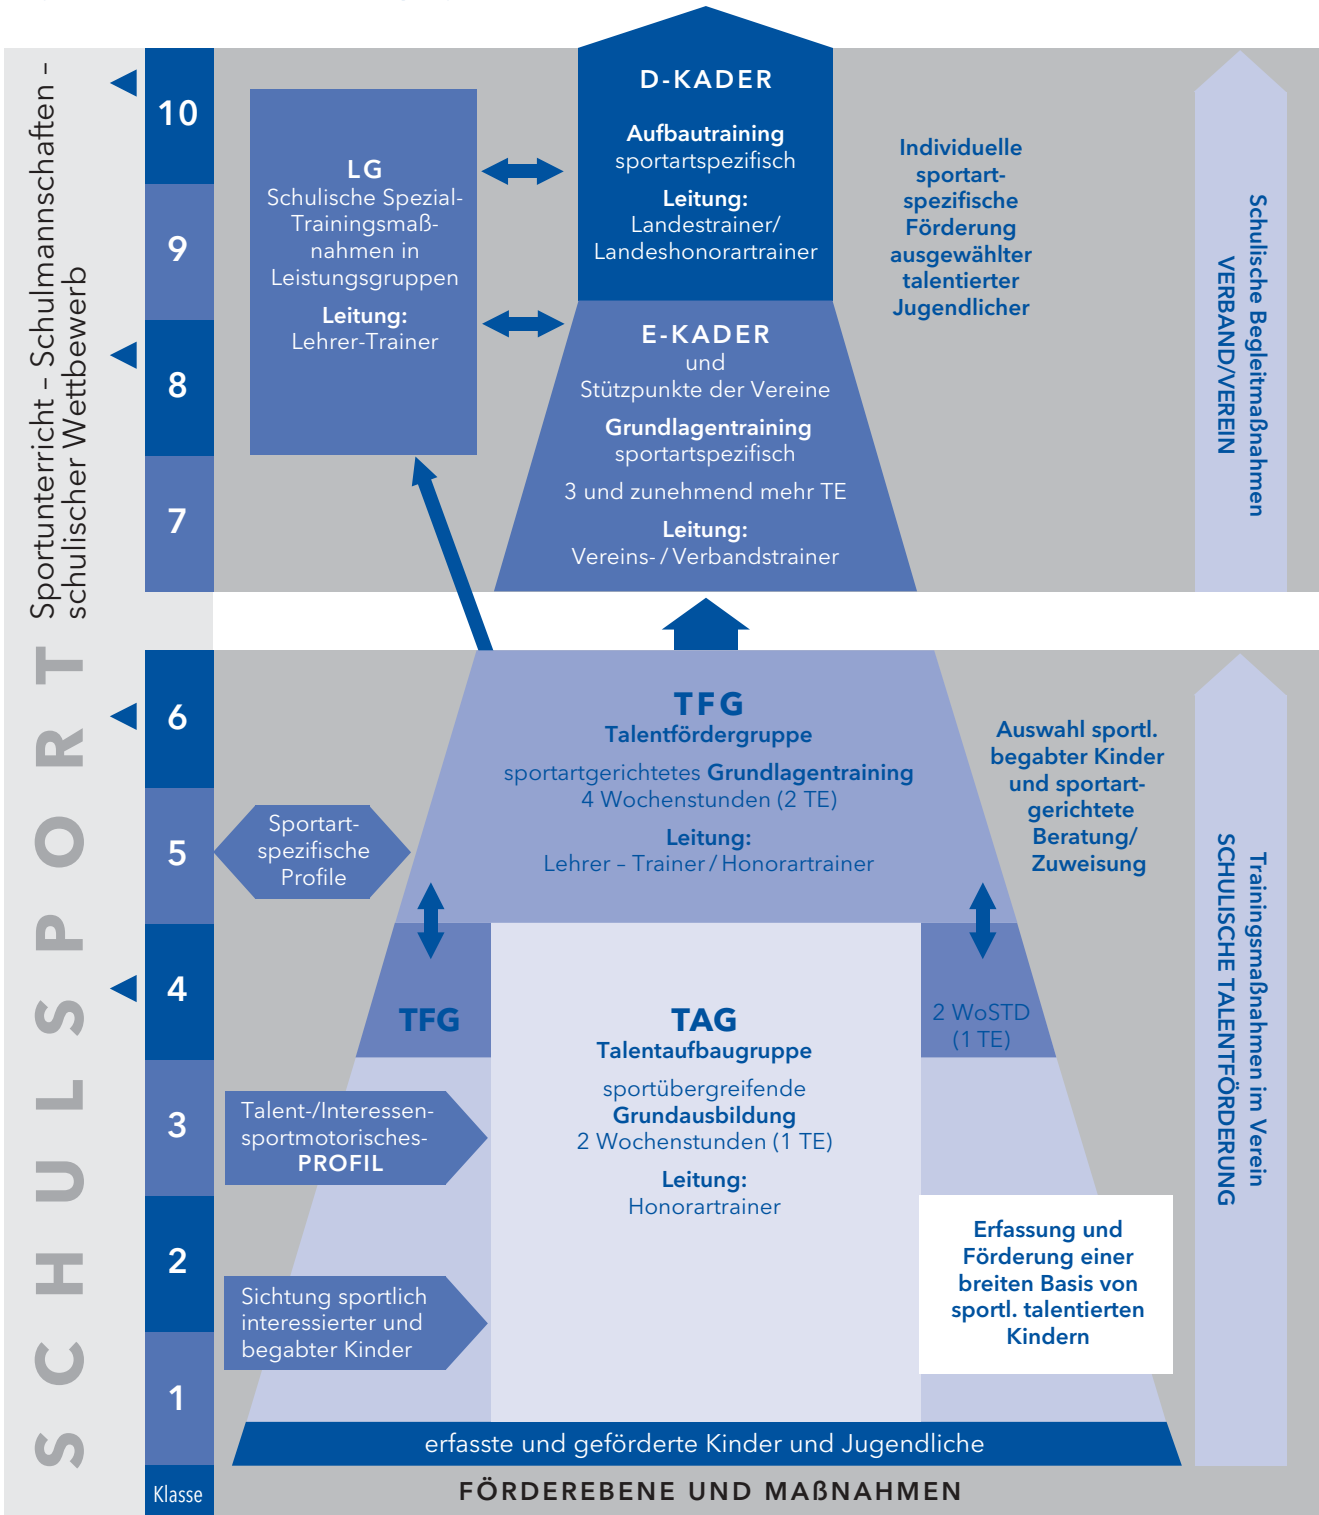 SCHULSPORT
Sportunterricht – Schulmannschaften –
schulischer Wettbewerb
10
9
8
7
6
5
4
3
2
1
Klasse
D-KADER
Aufbautraining
sportartspezifisch
Leitung:
Landestrainer/
Landeshonorartrainer
LG
Schulische Spezial-
Trainingsmaß-
nahmen in
Leistungsgruppen
Leitung:
Lehrer-Trainer
E-KADER
und
Stützpunkte der Vereine
Grundlagentraining
sportartspezifisch
3 und zunehmend mehr TE
Leitung:
Vereins- / Verbandstrainer
Individuelle
sportart-
spezifische
Förderung
ausgewählter
talentierter
Jugendlicher
Schulische Begleitmaßnahmen
VERBAND/VEREIN
TFG
Talentfördergruppe
sportartgerichtetes Grundlagentraining
4 Wochenstunden (2 TE)
Leitung:
Lehrer – Trainer / Honorartrainer
Sportart-
spezifische
Profile
Auswahl sportl.
begabter Kinder
und sportart-
gerichtete
Beratung/
Zuweisung
TFG
2 WoSTD
(1 TE)
TAG
Talentaufbaugruppe
sportübergreifende
Grundausbildung
2 Wochenstunden (1 TE)
Leitung:
Honorartrainer
Talent-/Interessen-
sportmotorisches-
PROFIL
Sichtung sportlich
interessierter und
begabter Kinder
Erfassung und
Förderung einer
breiten Basis von
sportl. talentierten
Kindern
Trainingsmaßnahmen im Verein
SCHULISCHE TALENTFÖRDERUNG
erfasste und geförderte Kinder und Jugendliche
FÖRDEREBENE UND MAßNAHMEN